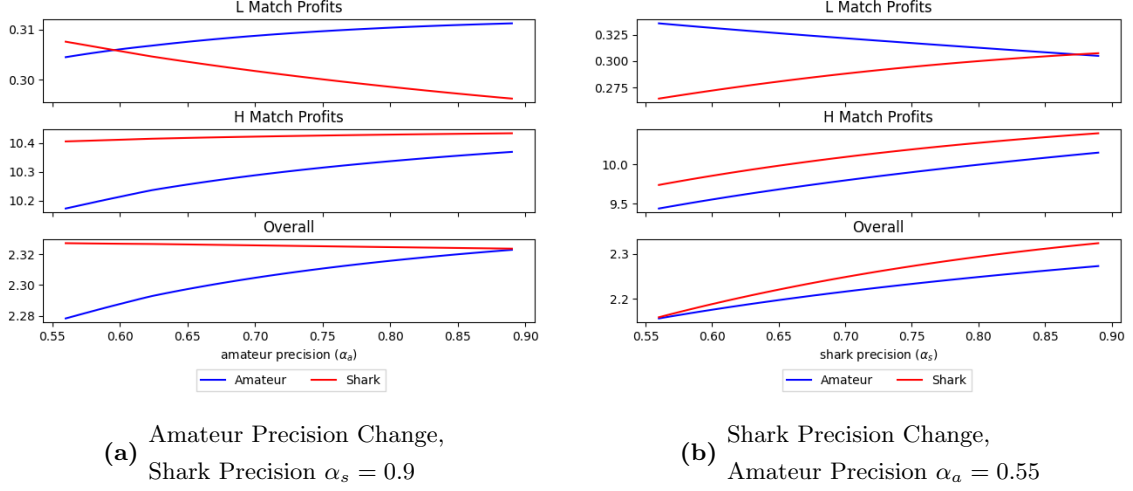 L Match Profits
0.31
0.30
H Match Profits
10.4
10.3
10.2
Overall
2.32
2.30
2.28
0.55 0.60 0.65 0.70 0.75 0.80 0.85 0.90
amateur precision (αₐ)
Amateur Shark
(a) Amateur Precision Change,
Shark Precision αₛ = 0.9
L Match Profits
0.325
0.300
0.275
H Match Profits
10.0
9.5
Overall
2.3
2.2
0.55 0.60 0.65 0.70 0.75 0.80 0.85 0.90
shark precision (αₛ)
Amateur Shark
(b) Shark Precision Change,
Amateur Precision αₐ = 0.55